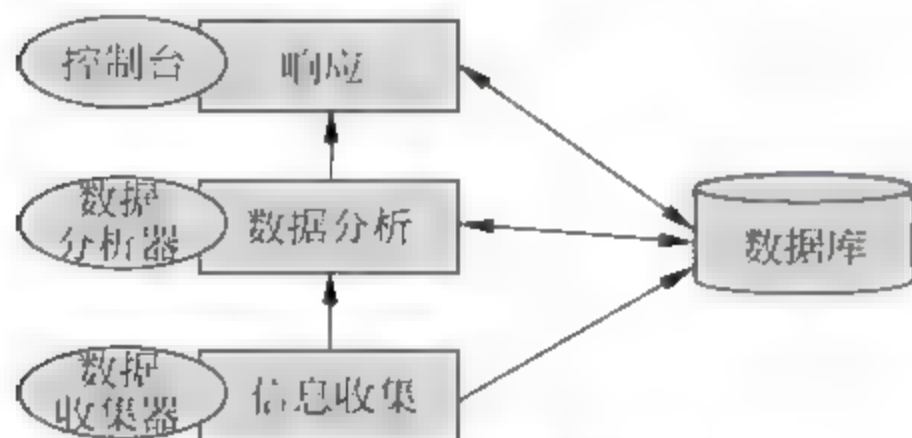 控制台
响应
数据
分析器
数据分析
数据库
数据
收集器
信息收集